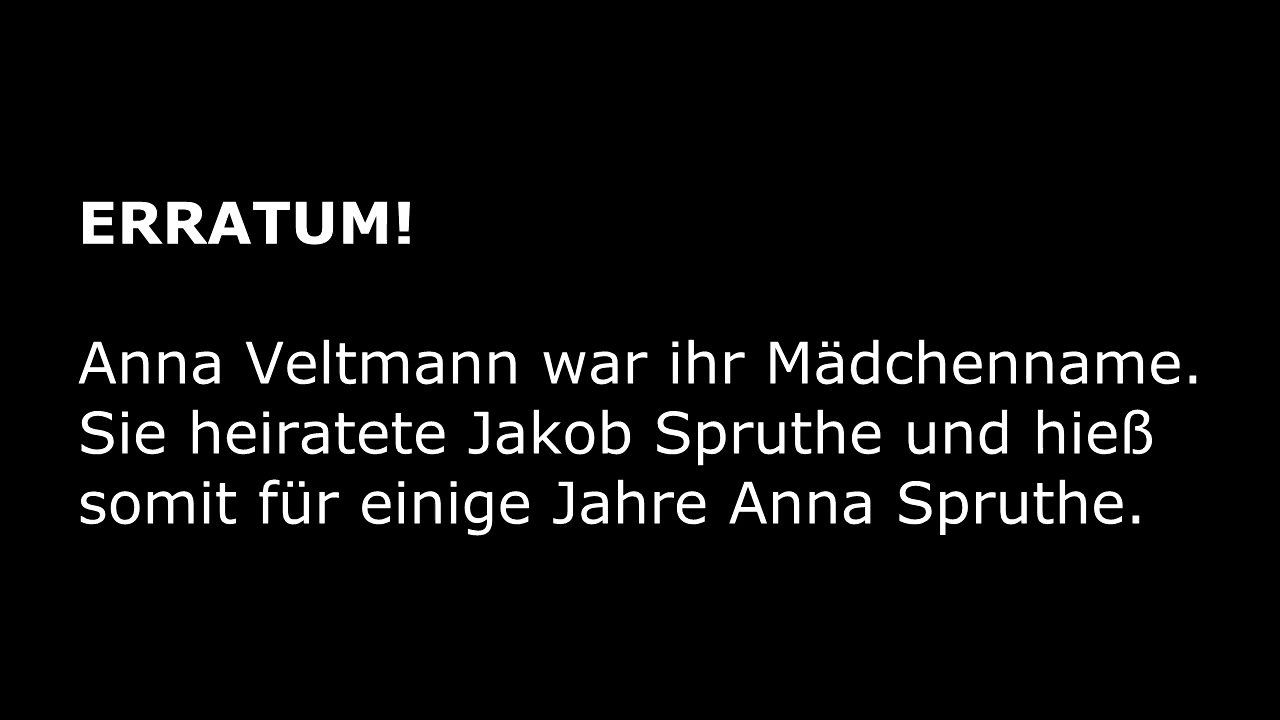 ERRATUM!
Anna Veltmann war ihr Mädchenname.
Sie heiratete Jakob Spruthe und hieß
somit für einige Jahre Anna Spruthe.